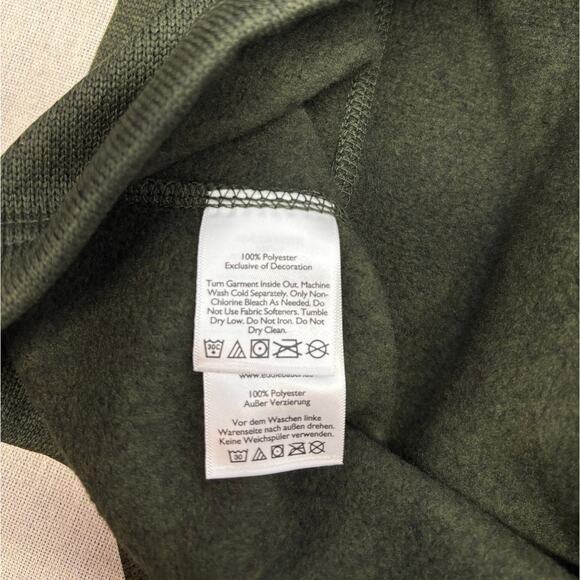 100% Polyester
Exclusive of Decoration
Turn Garment Inside Out. Machine
Wash Cold Separately. Only Non-
Chlorine Bleach As Needed. Do
Not Use Fabric Softeners. Tumble
Dry Low. Do Not Iron. Do Not
Dry Clean.
30C
100% Polyester
Außer Verzierung
Vor dem Waschen linke
Warenseite nach außen drehen.
Keine Weichspüler verwenden.
30